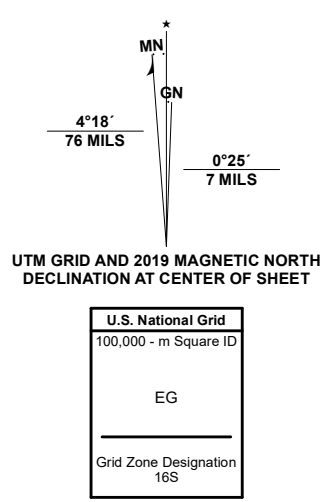 MN
GN
4°18´
76 MILS
0°25´
7 MILS
UTM GRID AND 2019 MAGNETIC NORTH
DECLINATION AT CENTER OF SHEET
U.S. National Grid
100,000 - m Square ID
EG
Grid Zone Designation
16S